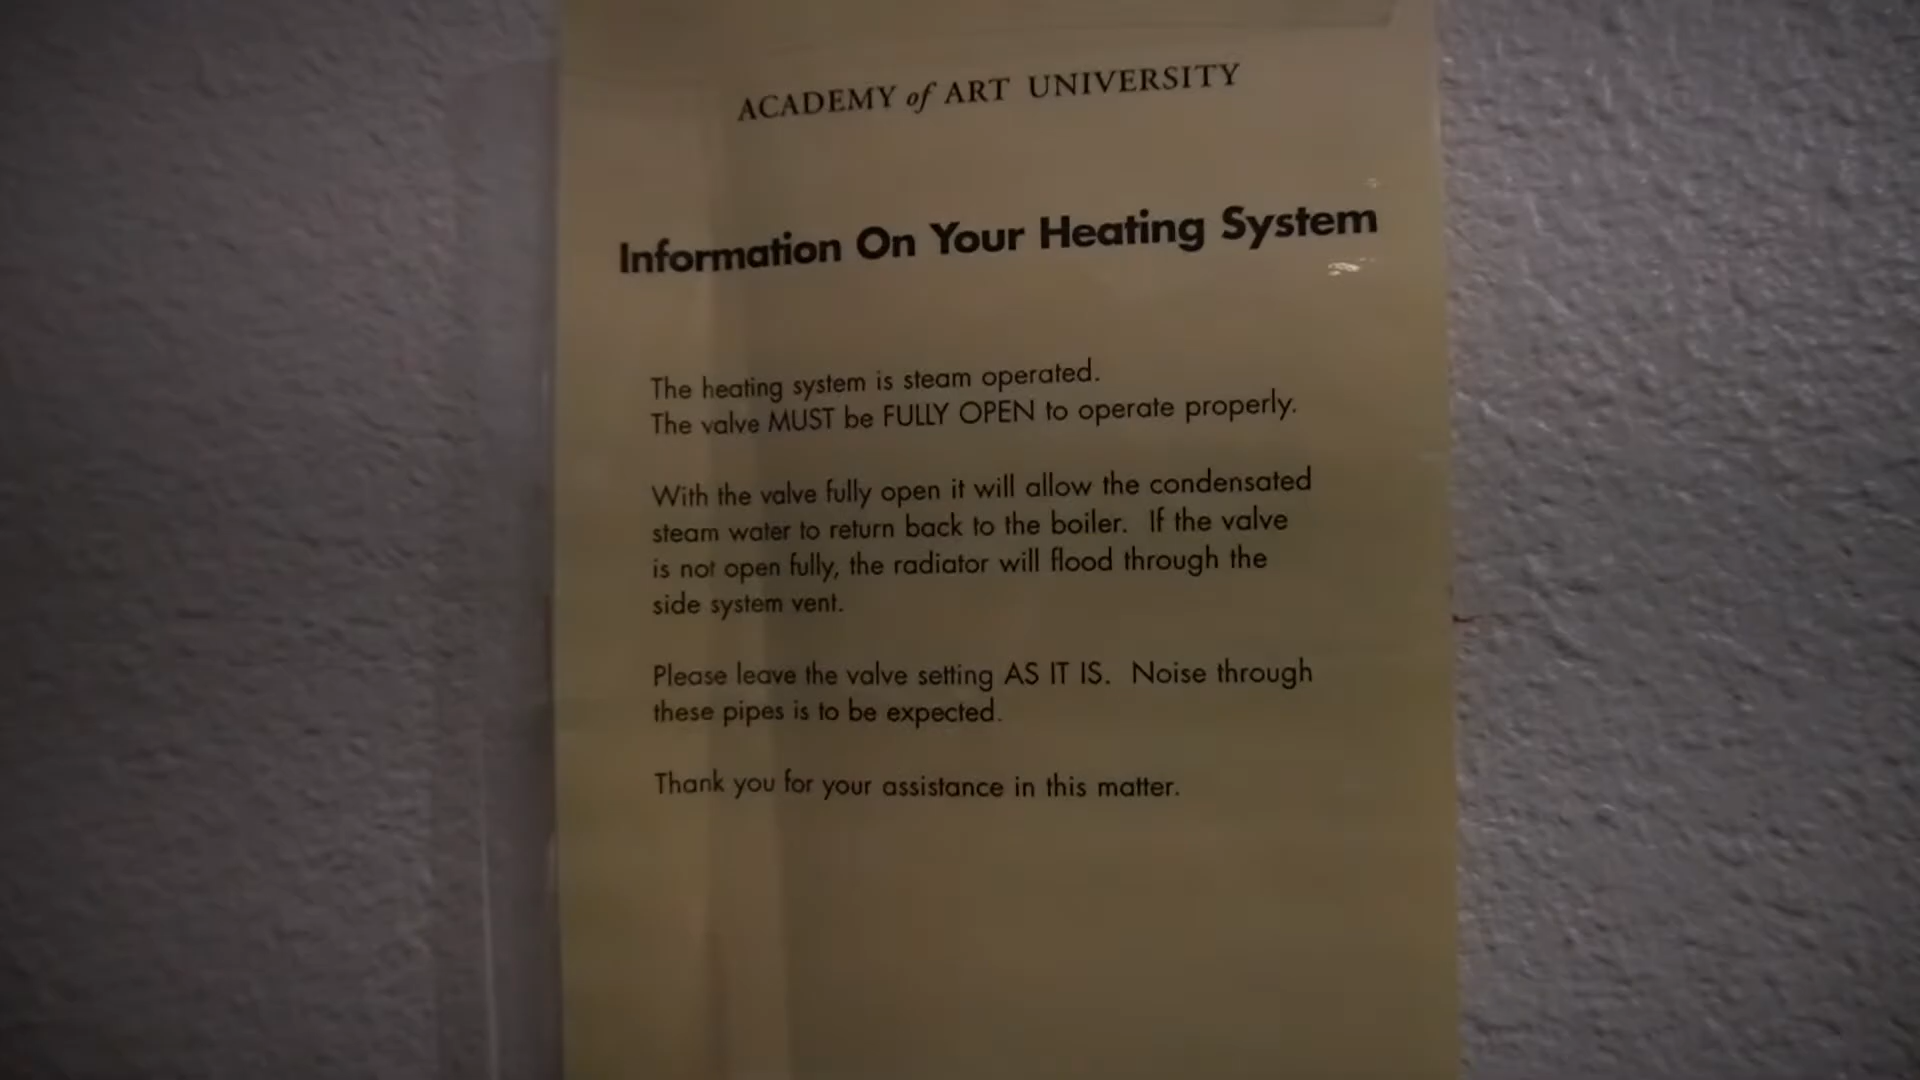 ACADEMY of ART UNIVERSITY
Information On Your Heating System
The heating system is steam operated.
The valve MUST be FULLY OPEN to operate properly.
With the valve fully open it will allow the condensated
steam water to return back to the boiler. If the valve
is not open fully, the radiator will flood through the
side system vent.
Please leave the valve setting AS IT IS. Noise through
these pipes is to be expected.
Thank you for your assistance in this matter.